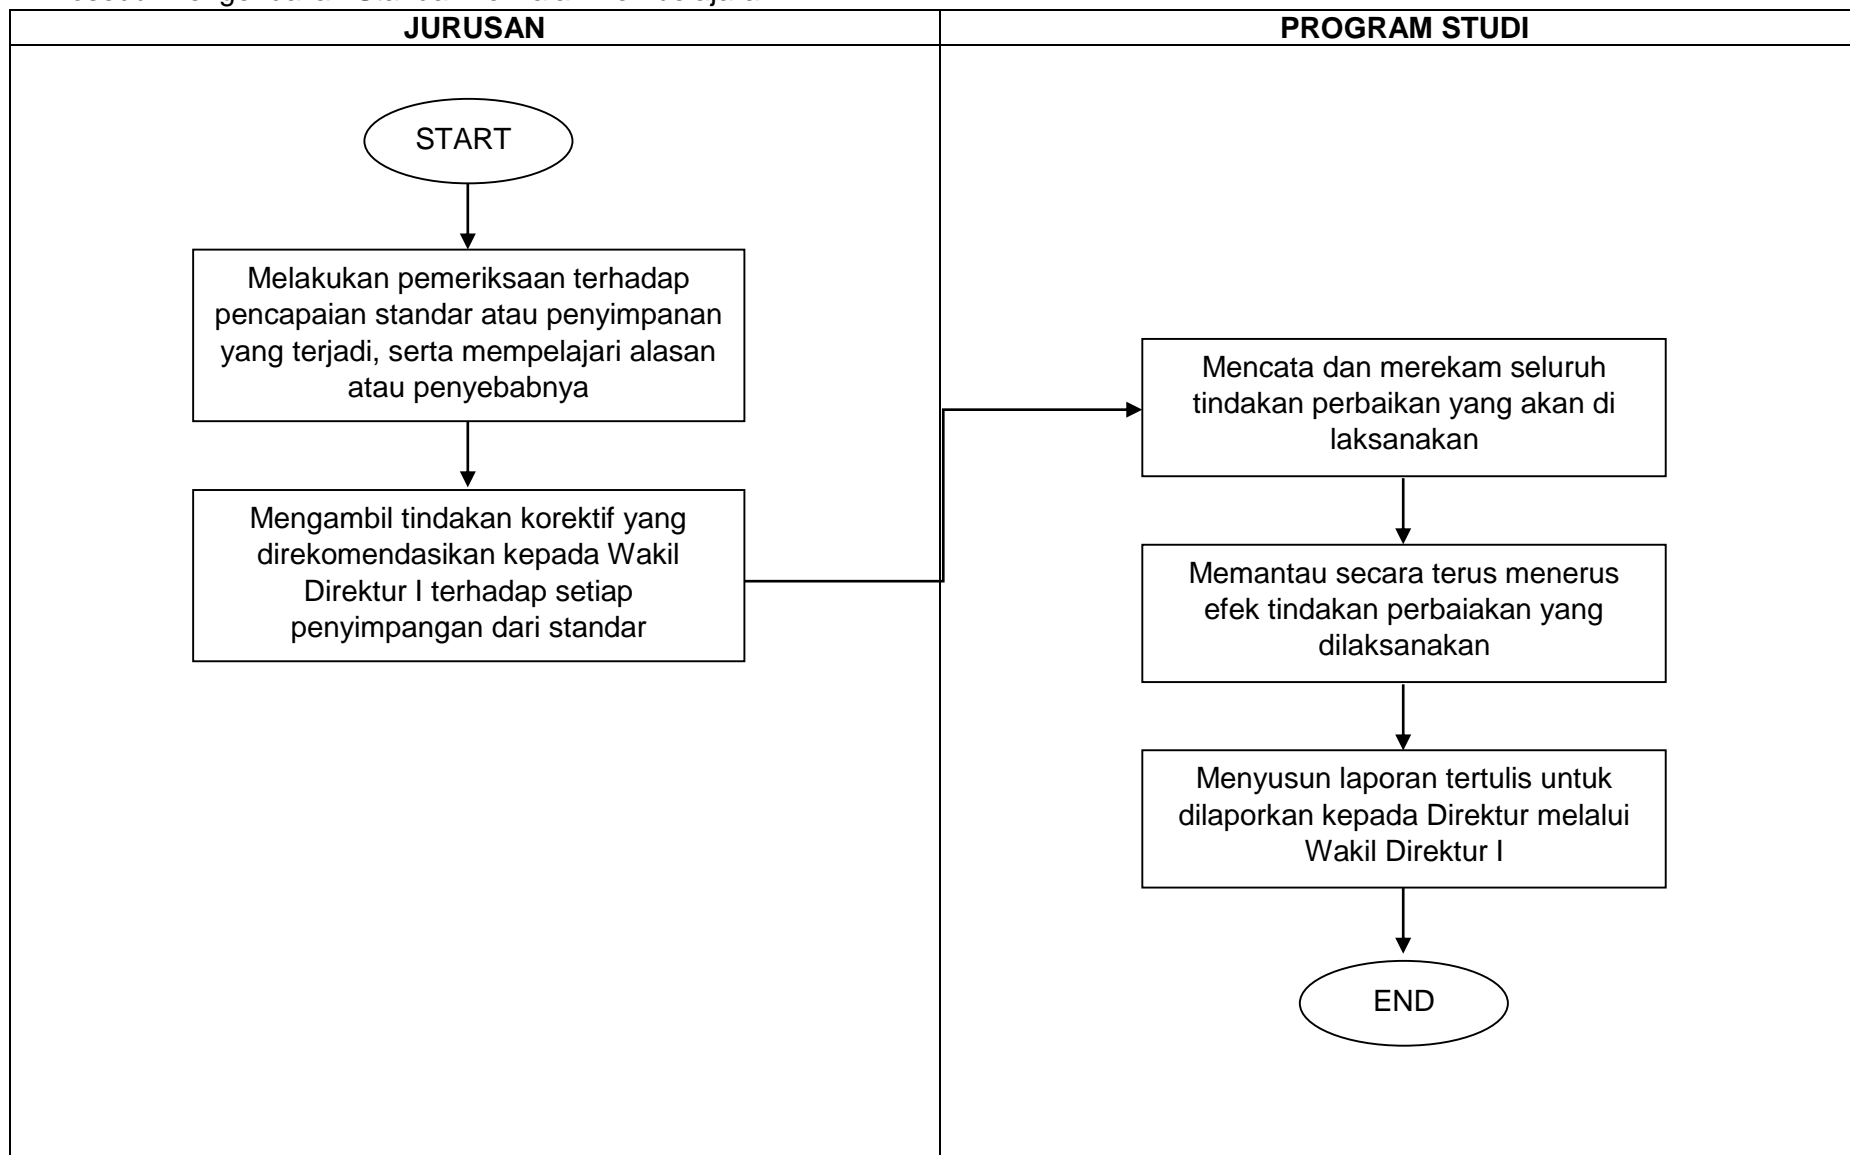 JURUSAN
PROGRAM STUDI
START
Melakukan pemeriksaan terhadap
pencapaian standar atau penyimpanan
yang terjadi, serta mempelajari alasan
atau penyebabnya
Mengambil tindakan korektif yang
direkomendasikan kepada Wakil
Direktur I terhadap setiap
penyimpangan dari standar
Mencata dan merekam seluruh
tindakan perbaikan yang akan di
laksanakan
Memantau secara terus menerus
efek tindakan perbaiakan yang
dilaksanakan
Menyusun laporan tertulis untuk
dilaporkan kepada Direktur melalui
Wakil Direktur I
END